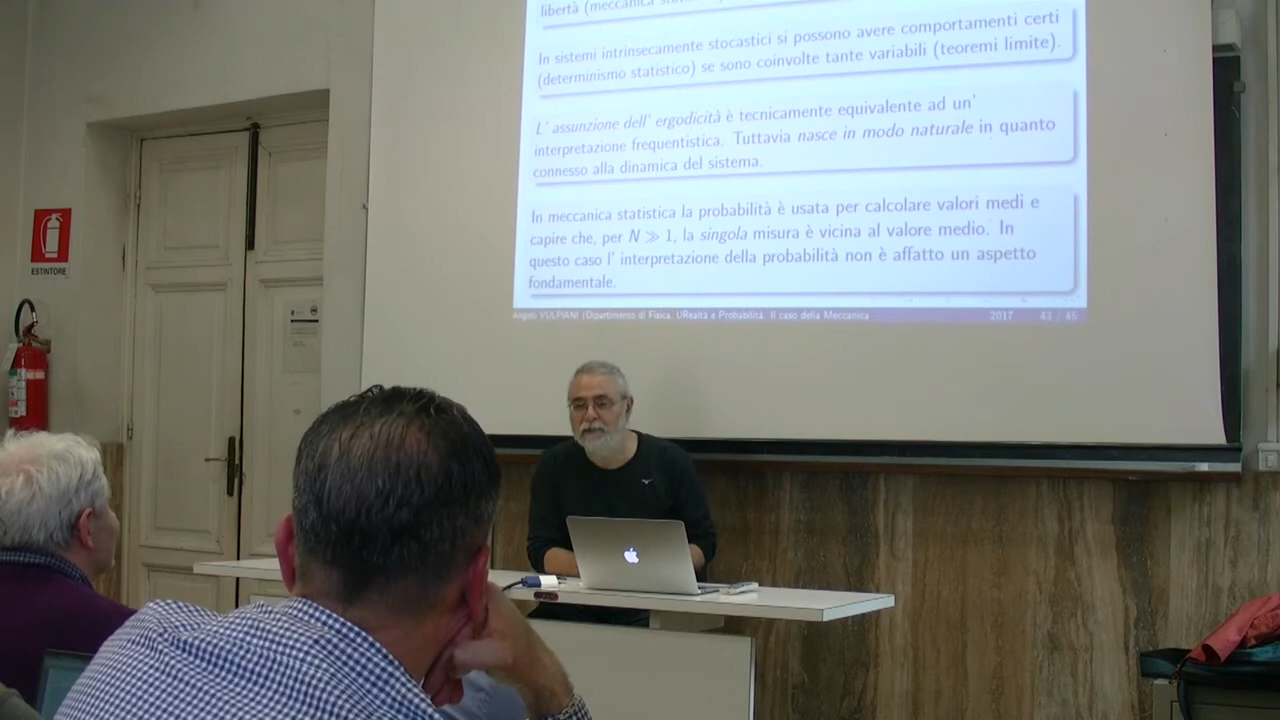 libertà (meccanica
In sistemi intrinsecamente stocastici si possono avere comportamenti certi
(determinismo statistico) se sono coinvolte tante variabili (teoremi limite).
L' assunzione dell' ergodicità è tecnicamente equivalente ad un'
interpretazione frequentistica. Tuttavia nasce in modo naturale in quanto
connesso alla dinamica del sistema.
In meccanica statistica la probabilità è usata per calcolare valori medi e
capire che, per N ≫ 1, la singola misura è vicina al valore medio. In
questo caso l' interpretazione della probabilità non è affatto un aspetto
fondamentale.
Angelo VULPIANI (Dipartimento di Fisica, URealtà e Probabilità. Il caso della Meccanica 2017 43 / 45
ESTINTORE